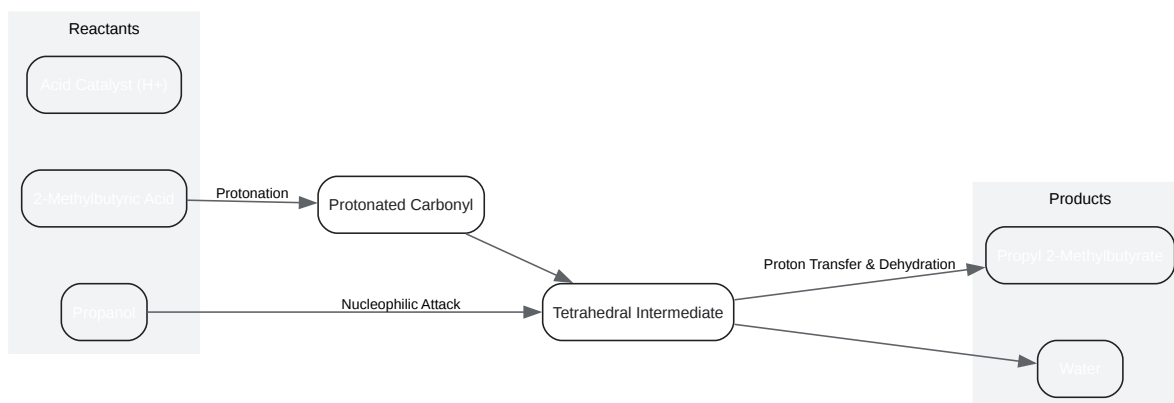 Reactants
Acid Catalyst (H+)
2-Methylbutyric Acid
Protonation
Protonated Carbonyl
Propanol
Nucleophilic Attack
Tetrahedral Intermediate
Proton Transfer & Dehydration
Products
Propyl 2-Methylbutyrate
Water